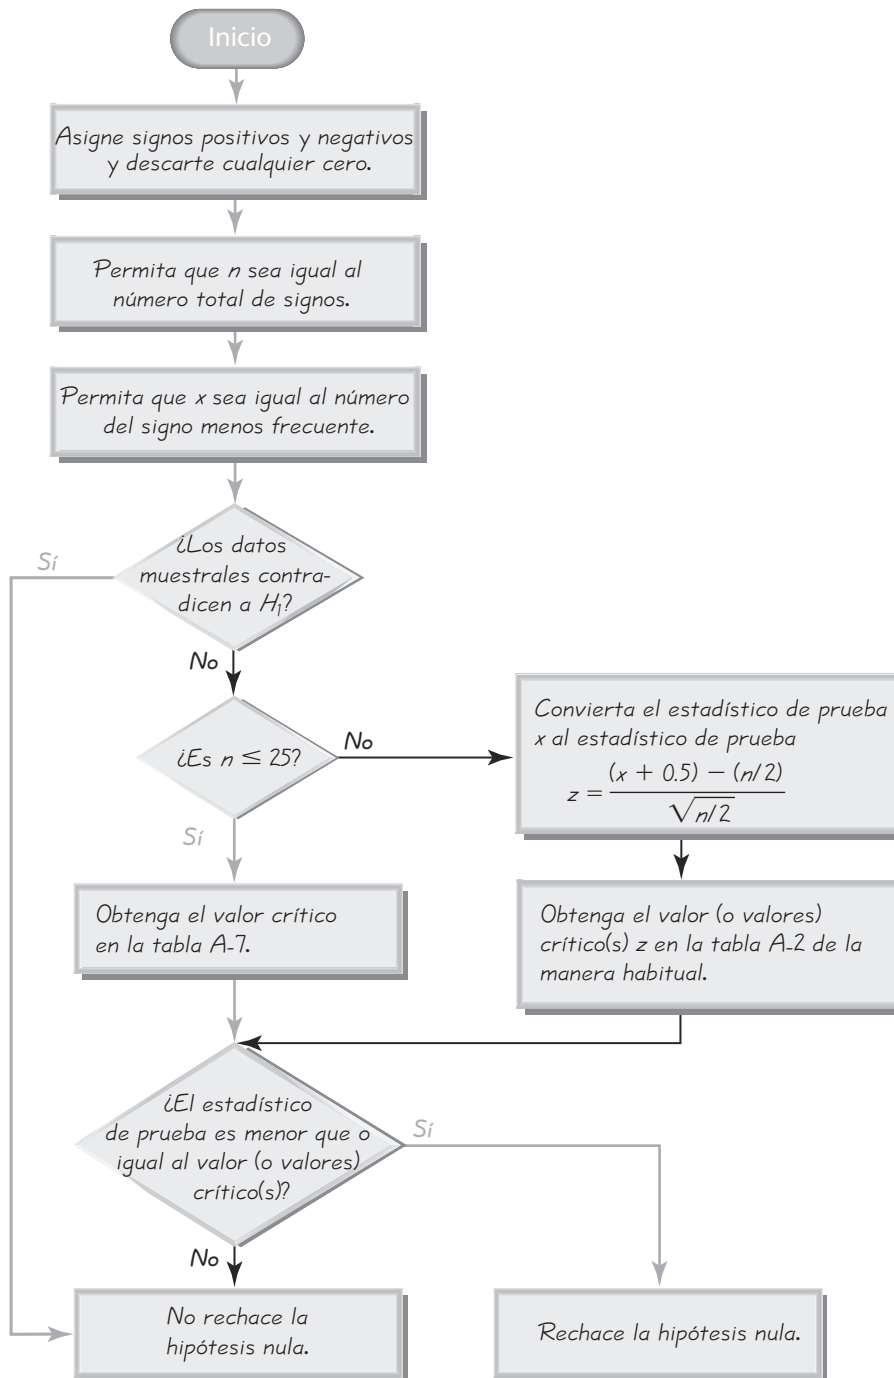 Inicio
Asigne signos positivos y negativos
y descarte cualquier cero.
Permita que n sea igual al
número total de signos.
Permita que x sea igual al número
del signo menos frecuente.
¿Los datos
muestrales contra-
dicen a H₁?
Sí
No
¿Es n ≤ 25?
No
Convierta el estadístico de prueba
x al estadístico de prueba
z = (x + 0.5) − (n/2) / √n/2
Sí
Obtenga el valor crítico
en la tabla A-7.
Obtenga el valor (o valores)
crítico(s) z en la tabla A-2 de la
manera habitual.
¿El estadístico
de prueba es menor que o
igual al valor (o valores)
crítico(s)?
Sí
No
No rechace la
hipótesis nula.
Rechace la hipótesis nula.